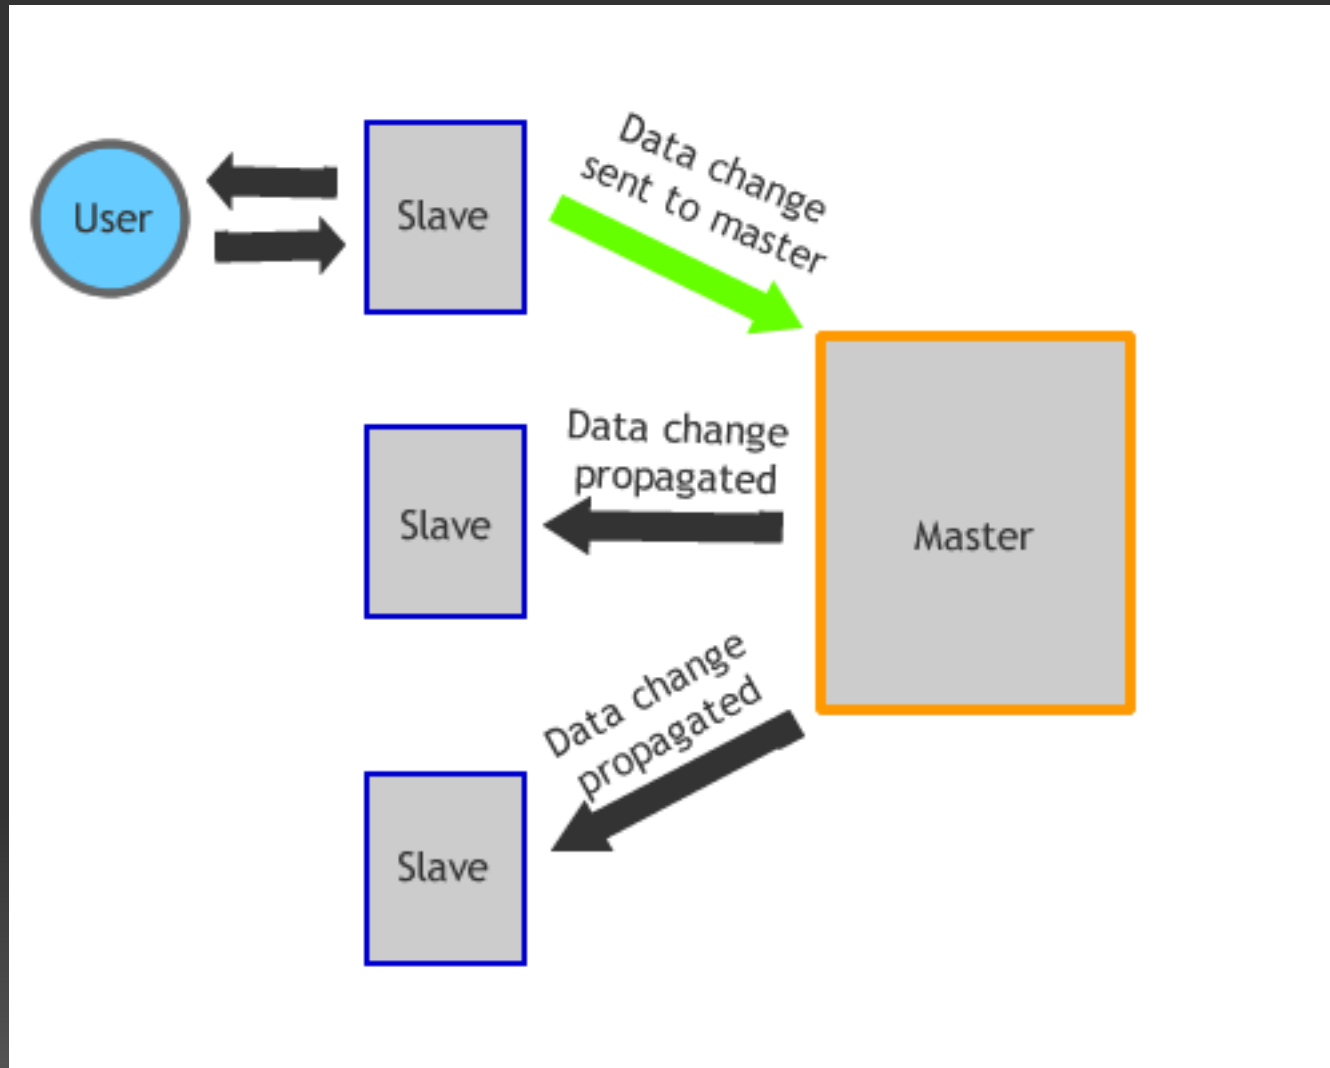 User
Slave
Data change
sent to master
Slave
Data change
propagated
Master
Data change
propagated
Slave